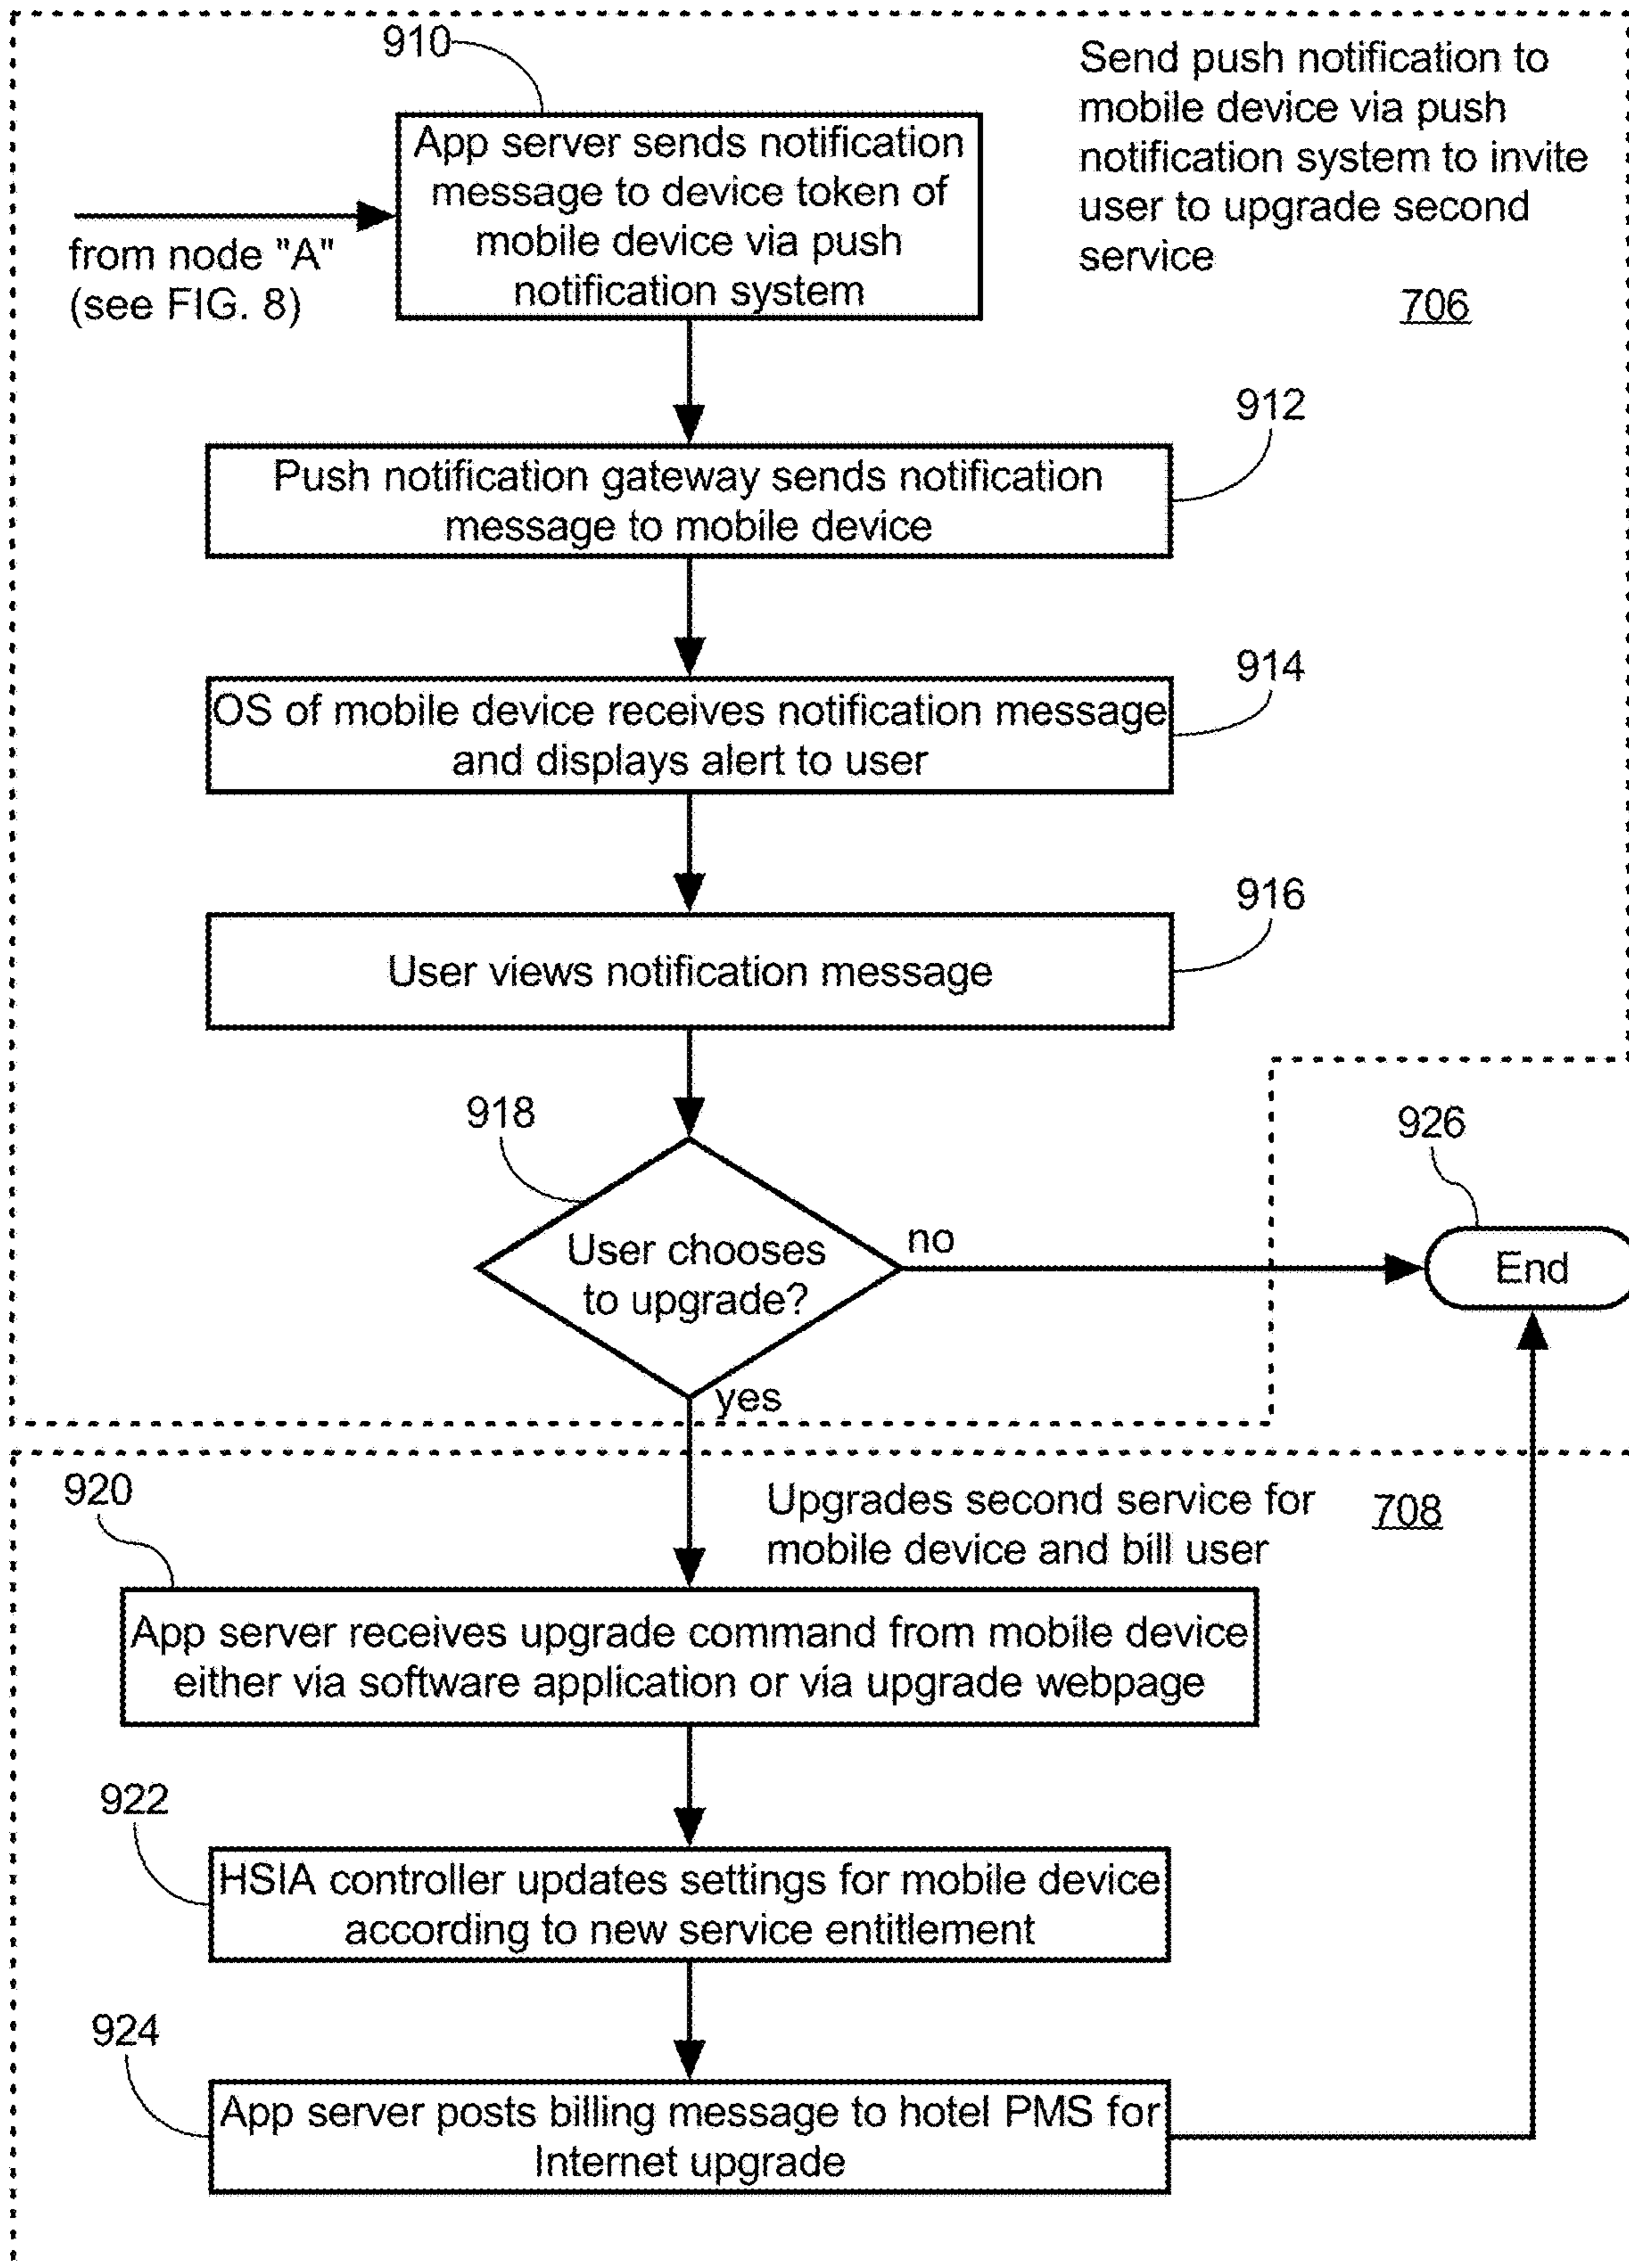 910
Send push notification to
mobile device via push
notification system to invite
user to upgrade second
service
706
App server sends notification
message to device token of
mobile device via push
notification system
from node "A"
(see FIG. 8)
912
Push notification gateway sends notification
message to mobile device
914
OS of mobile device receives notification message
and displays alert to user
916
User views notification message
918
User chooses
to upgrade?
no
926
End
yes
920
Upgrades second service for
mobile device and bill user
708
App server receives upgrade command from mobile device
either via software application or via upgrade webpage
922
HSIA controller updates settings for mobile device
according to new service entitlement
924
App server posts billing message to hotel PMS for
Internet upgrade